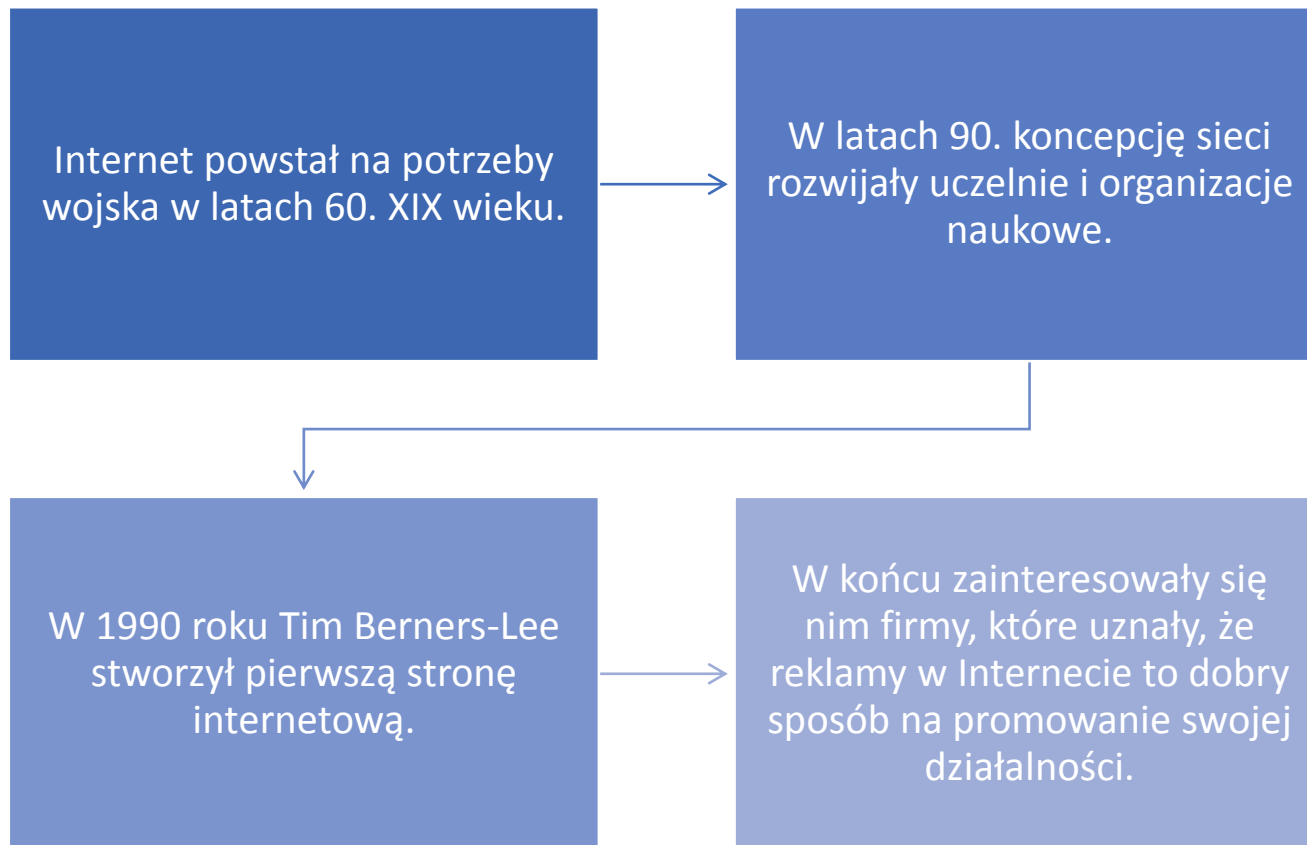 Internet powstał na potrzeby
wojska w latach 60. XIX wieku.
W latach 90. koncepcję sieci
rozwijały uczelnie i organizacje
naukowe.
W 1990 roku Tim Berners-Lee
stworzył pierwszą stronę
internetową.
W końcu zainteresowały się
nim firmy, które uznały, że
reklamy w Internecie to dobry
sposób na promowanie swojej
działalności.